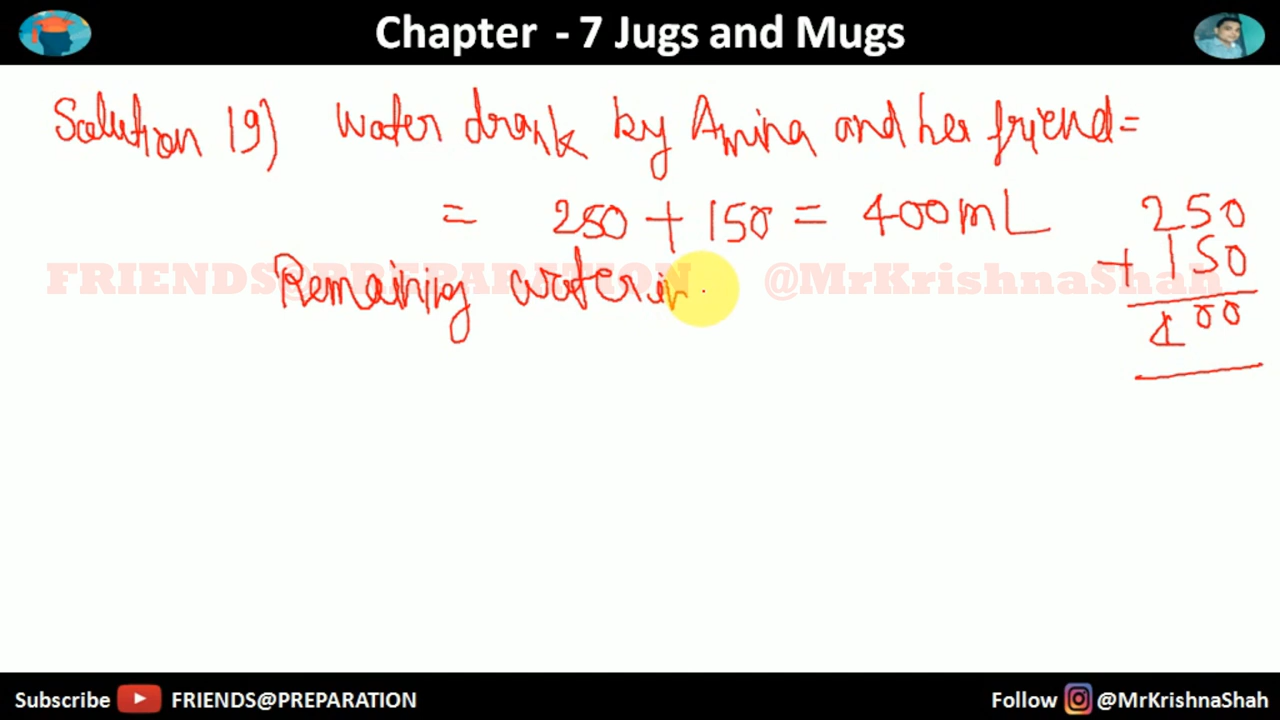 Chapter - 7 Jugs and Mugs
Solution 19) Water drank by Amina and her friend =
= 250 + 150 = 400 mL
250
+ 150
400
FRIENDS@PREPARATION @MrKrishnaShah
Remaining water in
Subscribe FRIENDS@PREPARATION
Follow @MrKrishnaShah